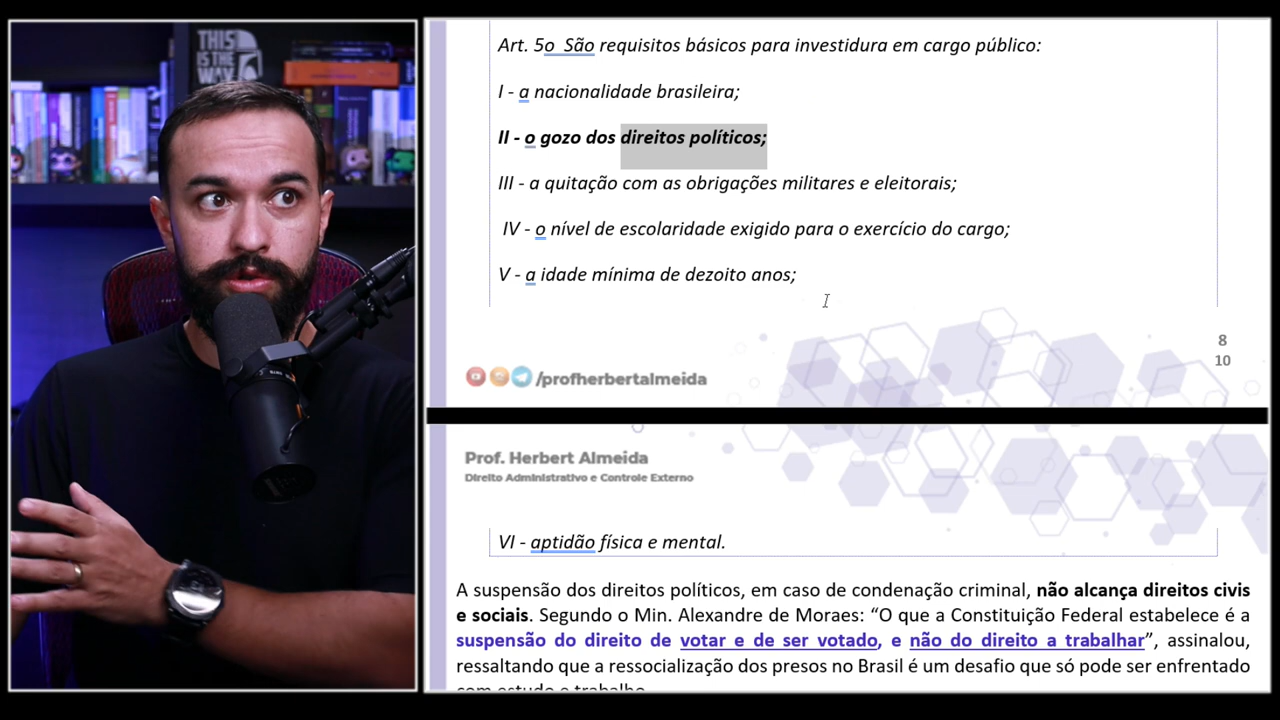 THIS
IS THE
WAY
Art. 5o São requisitos básicos para investidura em cargo público:
I - a nacionalidade brasileira;
II - o gozo dos direitos políticos;
III - a quitação com as obrigações militares e eleitorais;
IV - o nível de escolaridade exigido para o exercício do cargo;
V - a idade mínima de dezoito anos;
8
10
/profherbertalmeida
Prof. Herbert Almeida
Direito Administrativo e Controle Externo
VI - aptidão física e mental.
A suspensão dos direitos políticos, em caso de condenação criminal, não alcança direitos civis
e sociais. Segundo o Min. Alexandre de Moraes: “O que a Constituição Federal estabelece é a
suspensão do direito de votar e de ser votado, e não do direito a trabalhar”, assinalou,
ressaltando que a ressocialização dos presos no Brasil é um desafio que só pode ser enfrentado
com estudo e trabalho